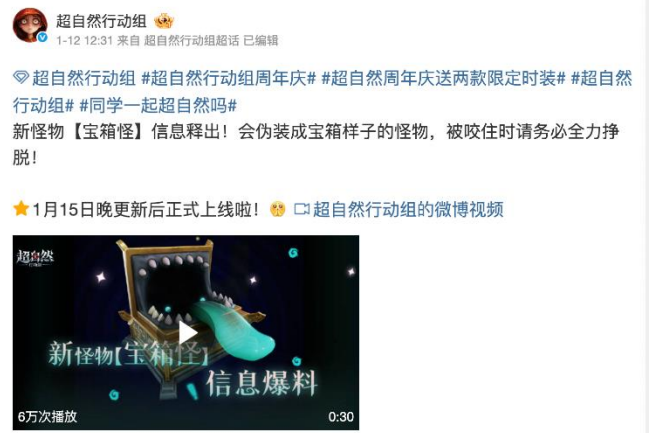 超自然行动组
1-12 12:31 来自 超自然行动组超话 已编辑
超自然行动组 #超自然行动组周年庆# #超自然周年庆送两款限定时装# #超自然
行动组# #同学一起超自然吗#
新怪物【宝箱怪】信息释出！会伪装成宝箱样子的怪物，被咬住时请务必全力挣
脱！
1月15日晚更新后正式上线啦！ 超自然行动组的微博视频
超自然
行动组
新怪物【宝箱怪】
信息爆料
6万次播放
0:30